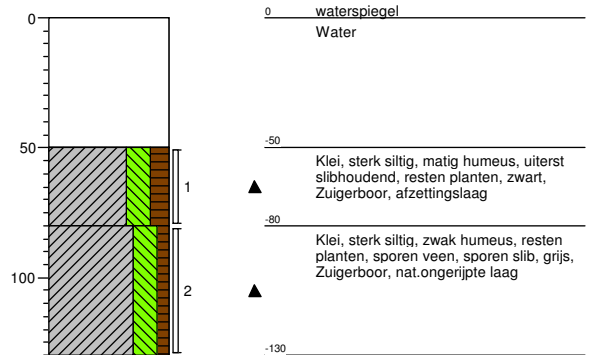 0
50
100
1
2
0 waterspiegel
Water
-50
Klei, sterk siltig, matig humeus, uiterst
slibhoudend, resten planten, zwart,
Zuigerboor, afzettingslaag
-80
Klei, sterk siltig, zwak humeus, resten
planten, sporen veen, sporen slib, grijs,
Zuigerboor, nat.ongerijpte laag
-130